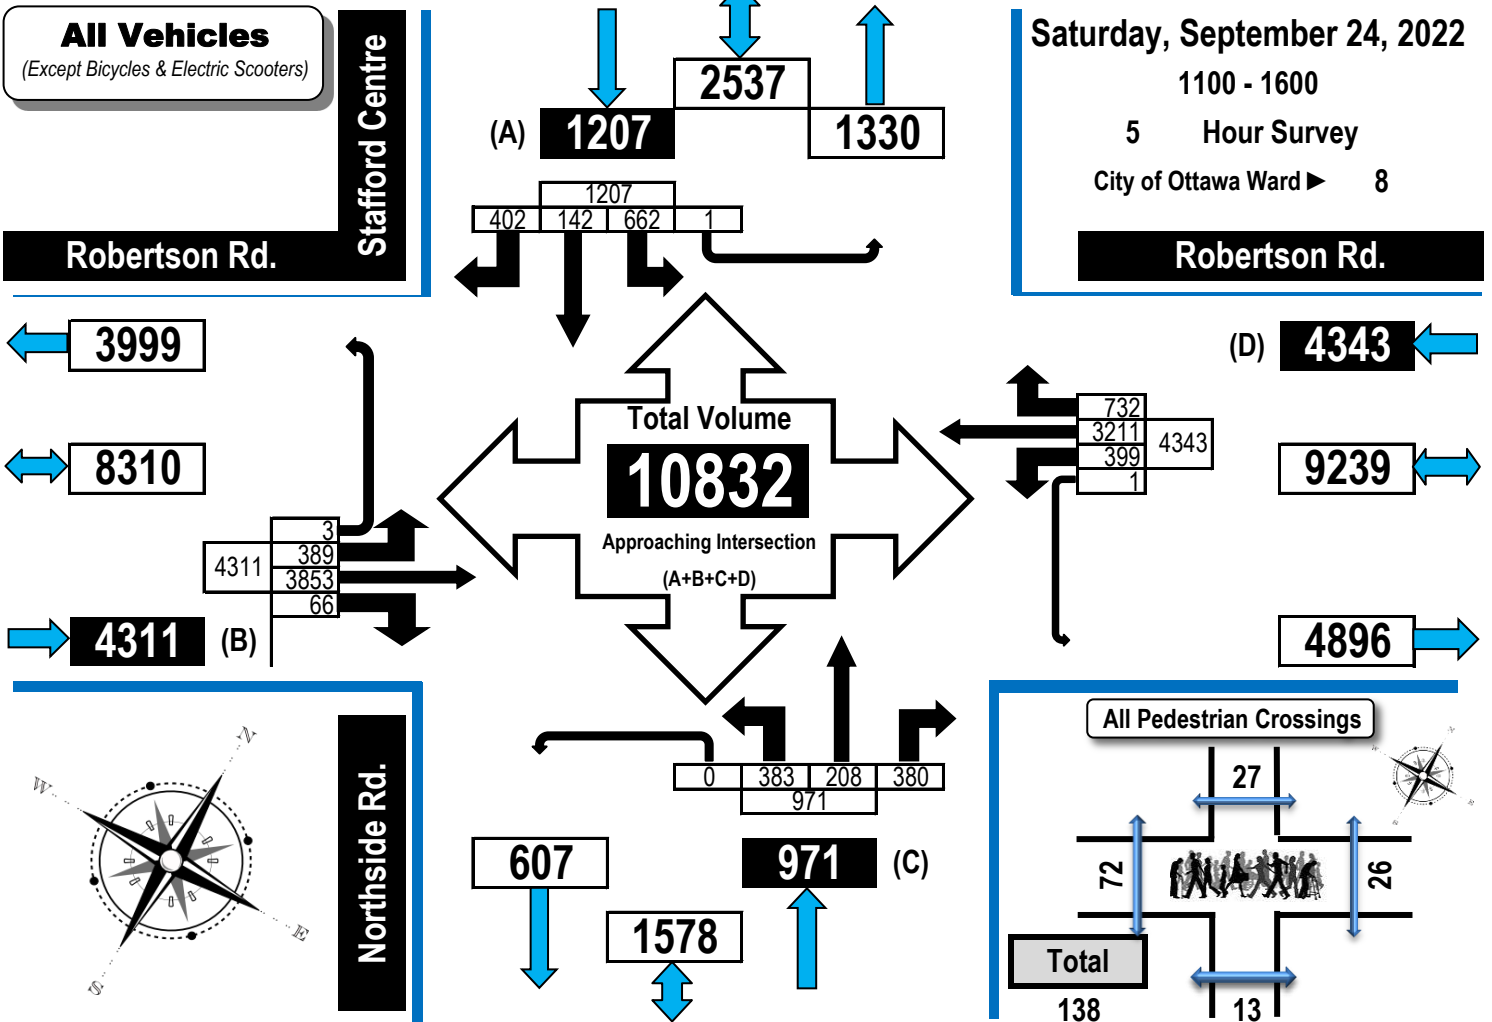 All Vehicles
(Except Bicycles & Electric Scooters)
Stafford Centre
Robertson Rd.
2537
(A) 1207
1330
1207
402 142 662 1
Saturday, September 24, 2022
1100 - 1600
5 Hour Survey
City of Ottawa Ward ► 8
Robertson Rd.
3999
8310
3
389
3853
66
4311
4311 (B)
Total Volume
10832
Approaching Intersection
(A+B+C+D)
(D) 4343
732
3211
399
1
4343
9239
4896
N
W
E
S
Northside Rd.
0 383 208 380
971
607
971 (C)
1578
All Pedestrian Crossings
27
72
26
Total
138
13